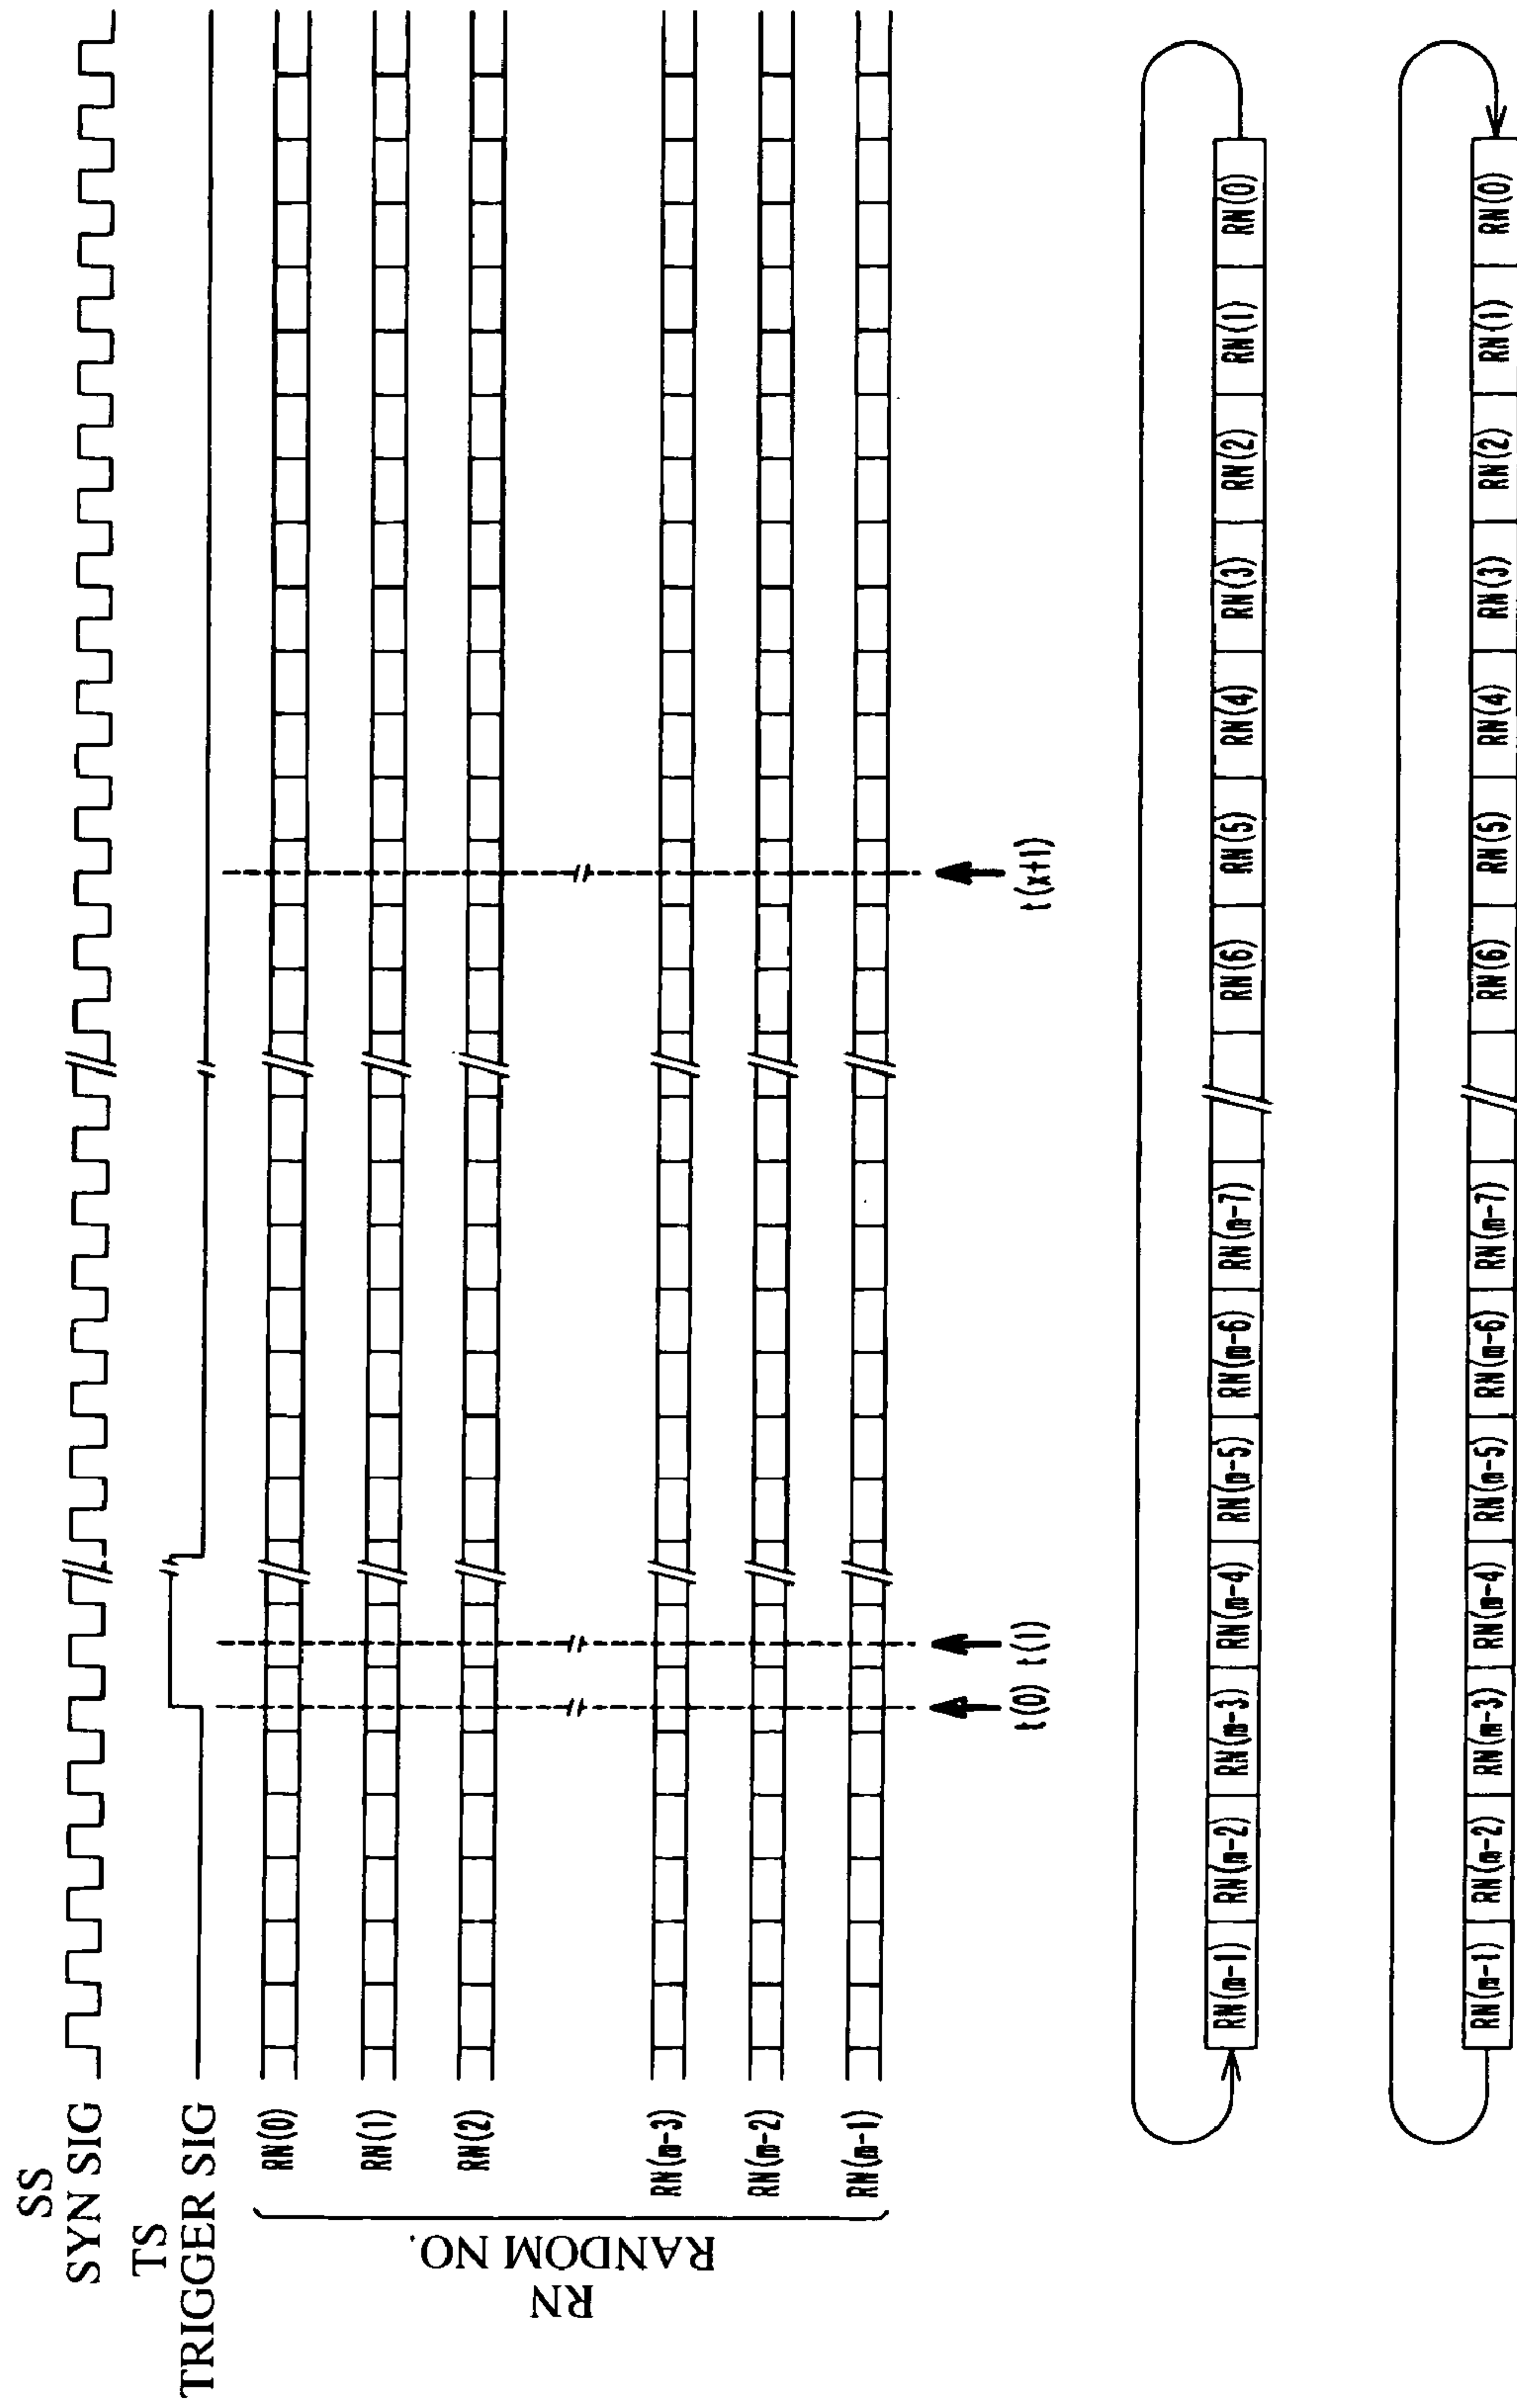 SS
SYN SIG
TS
TRIGGER SIG
RN
RANDOM NO.
RN(0)
RN(1)
RN(2)
RN(m-3)
RN(m-2)
RN(m-1)
t(0) t(1) t(x+1)
RN(m-1) RN(m-2) RN(m-3) RN(m-4) RN(m-5) RN(m-6) RN(m-7) RN(6) RN(5) RN(4) RN(3) RN(2) RN(1) RN(0)
RN(m-1) RN(m-2) RN(m-3) RN(m-4) RN(m-5) RN(m-6) RN(m-7) RN(6) RN(5) RN(4) RN(3) RN(2) RN(1) RN(0)